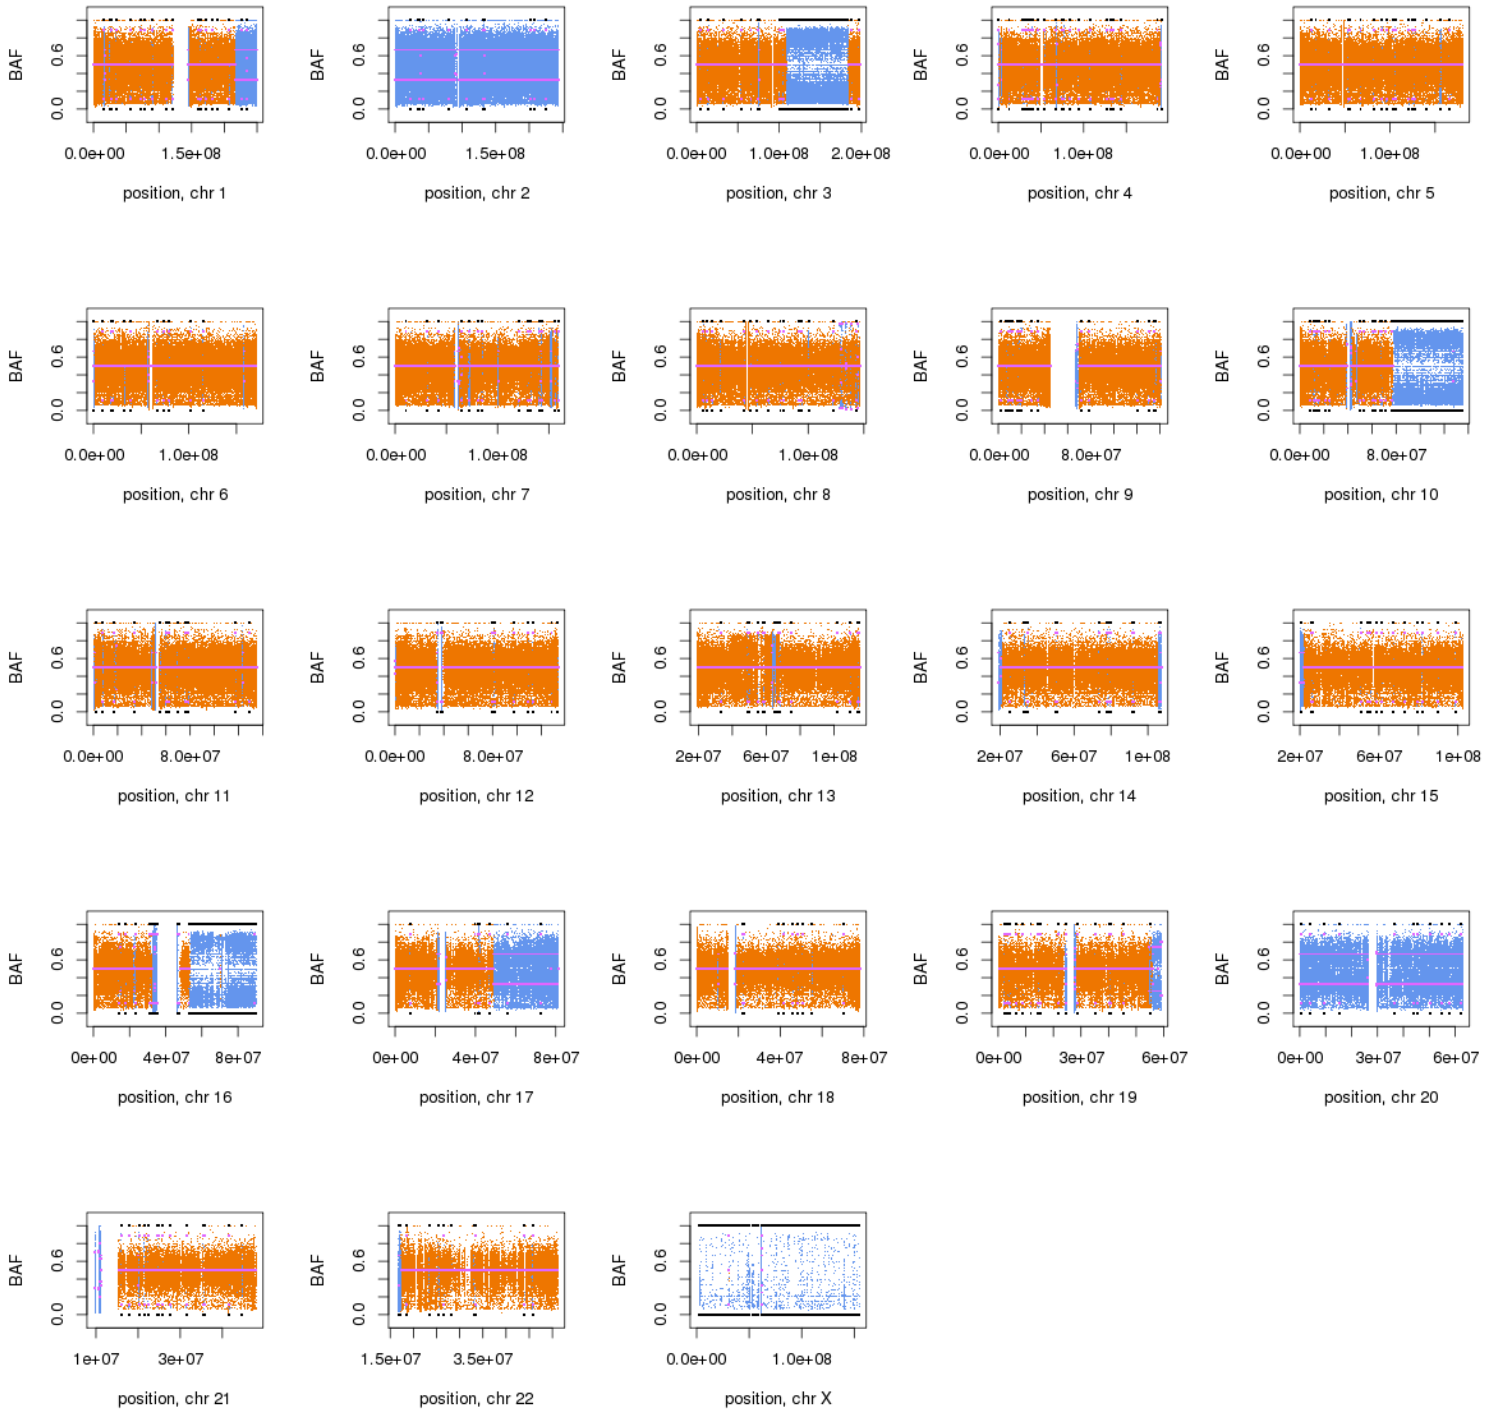 BAF
0.0 0.6
0.0e+00 1.5e+08
position, chr 1
BAF
0.0 0.6
0.0e+00 1.5e+08
position, chr 2
BAF
0.0 0.6
0.0e+00 1.0e+08 2.0e+08
position, chr 3
BAF
0.0 0.6
0.0e+00 1.0e+08
position, chr 4
BAF
0.0 0.6
0.0e+00 1.0e+08
position, chr 5
BAF
0.0 0.6
0.0e+00 1.0e+08
position, chr 6
BAF
0.0 0.6
0.0e+00 1.0e+08
position, chr 7
BAF
0.0 0.6
0.0e+00 1.0e+08
position, chr 8
BAF
0.0 0.6
0.0e+00 8.0e+07
position, chr 9
BAF
0.0 0.6
0.0e+00 8.0e+07
position, chr 10
BAF
0.0 0.6
0.0e+00 8.0e+07
position, chr 11
BAF
0.0 0.6
0.0e+00 8.0e+07
position, chr 12
BAF
0.0 0.6
2e+07 6e+07 1e+08
position, chr 13
BAF
0.0 0.6
2e+07 6e+07 1e+08
position, chr 14
BAF
0.0 0.6
2e+07 6e+07 1e+08
position, chr 15
BAF
0.0 0.6
0e+00 4e+07 8e+07
position, chr 16
BAF
0.0 0.6
0e+00 4e+07 8e+07
position, chr 17
BAF
0.0 0.6
0e+00 4e+07 8e+07
position, chr 18
BAF
0.0 0.6
0e+00 3e+07 6e+07
position, chr 19
BAF
0.0 0.6
0e+00 3e+07 6e+07
position, chr 20
BAF
0.0 0.6
1e+07 3e+07
position, chr 21
BAF
0.0 0.6
1.5e+07 3.5e+07
position, chr 22
BAF
0.0 0.6
0.0e+00 1.0e+08
position, chr X